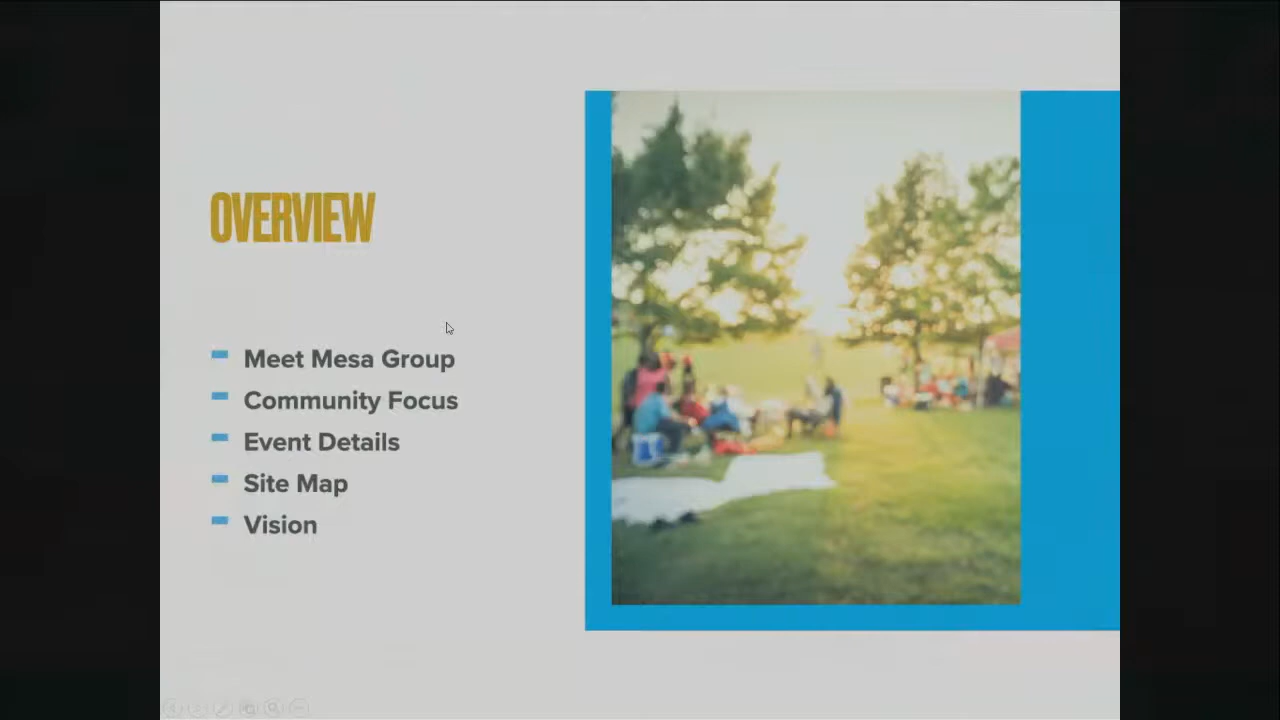 OVERVIEW
Meet Mesa Group
Community Focus
Event Details
Site Map
Vision